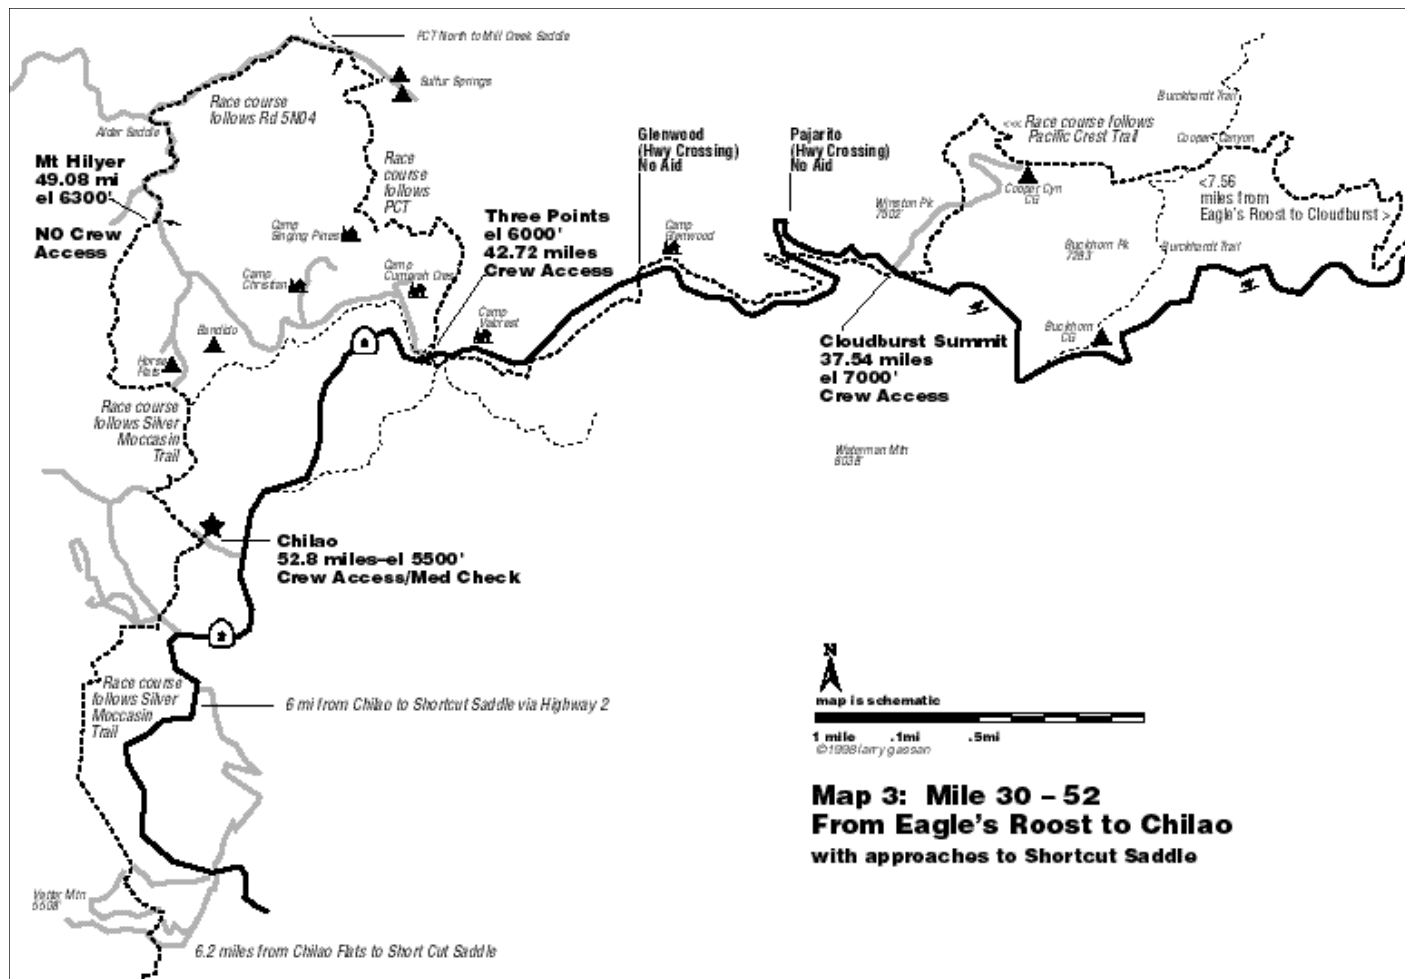 PCT North to Mill Creek Saddle
Sulfur Springs
Race course
follows Rd 5N04
Alder Saddle
Mt Hilyer
49.08 mi
el 6300'
NO Crew
Access
Race
course
follows
PCT
Camp
Singing Pines
Three Points
el 6000'
42.72 miles
Crew Access
Camp
Christian
Camp
Cumorah Crest
Camp
Valcrest
Bandido
Horse
Flats
Glenwood
(Hwy Crossing)
No Aid
Camp
Glenwood
Pajarito
(Hwy Crossing)
No Aid
<<< Race course follows
Pacific Crest Trail
Burckhardt Trail
Cooper Canyon
Cooper Cyn
CG
Winston Pk
7502'
<7.56
miles from
Eagle's Roost to Cloudburst >
Buckhorn Pk
7283'
Burckhardt Trail
Buckhorn
CG
Cloudburst Summit
37.54 miles
el 7000'
Crew Access
Waterman Mtn
8038'
Race course
follows Silver
Moccasin
Trail
Chilao
52.8 miles–el 5500'
Crew Access/Med Check
Race course
follows Silver
Moccasin
Trail
6 mi from Chilao to Shortcut Saddle via Highway 2
Vetter Mtn
5508'
6.2 miles from Chilao Flats to Short Cut Saddle
N
map is schematic
1 mile .1mi .5mi
©1998 larry gassan
Map 3: Mile 30 – 52
From Eagle's Roost to Chilao
with approaches to Shortcut Saddle